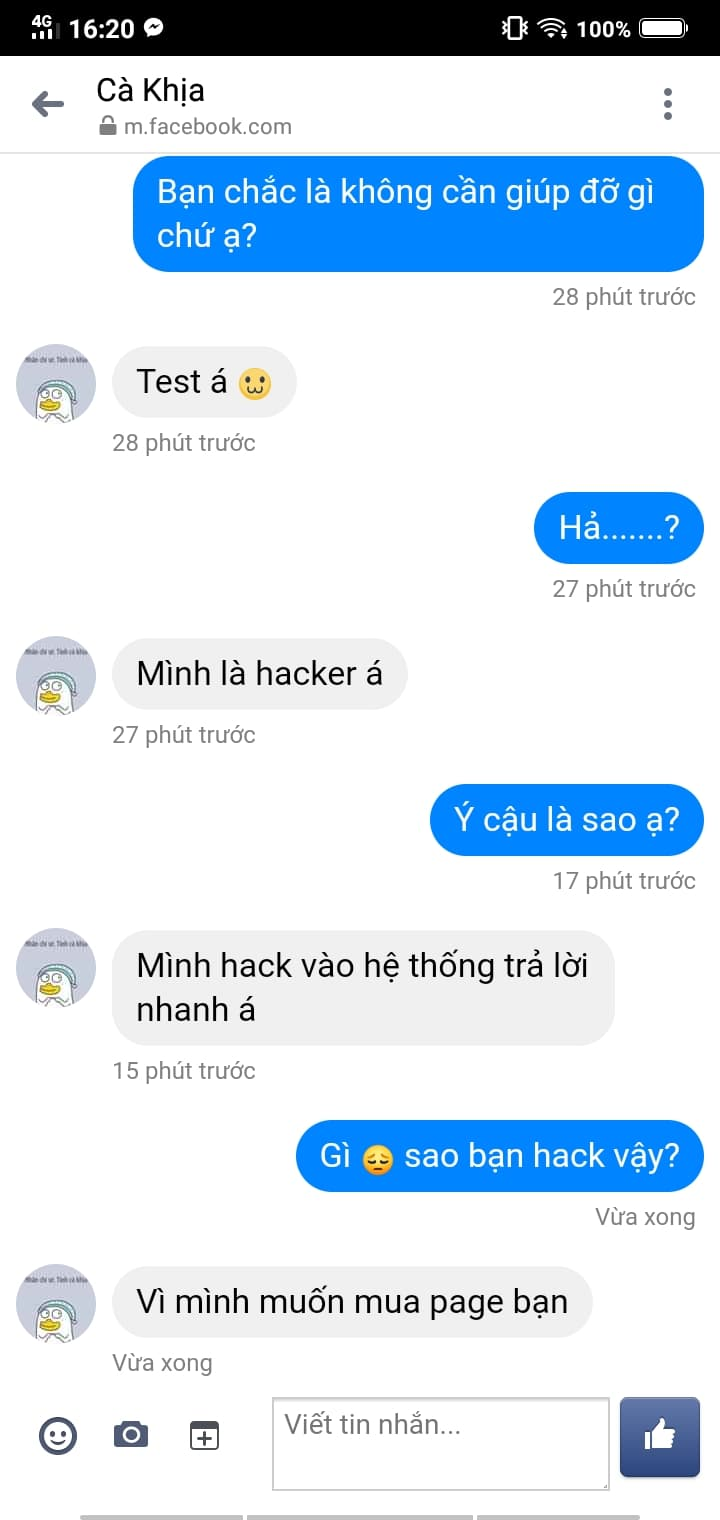 4G 16:20 100%
Cà Khịa
m.facebook.com
Bạn chắc là không cần giúp đỡ gì
chứ ạ?
28 phút trước
Test á
28 phút trước
Hả.......?
27 phút trước
Mình là hacker á
27 phút trước
Ý cậu là sao ạ?
17 phút trước
Mình hack vào hệ thống trả lời
nhanh á
15 phút trước
Gì 😔 sao bạn hack vậy?
Vừa xong
Vì mình muốn mua page bạn
Vừa xong
Viết tin nhắn...